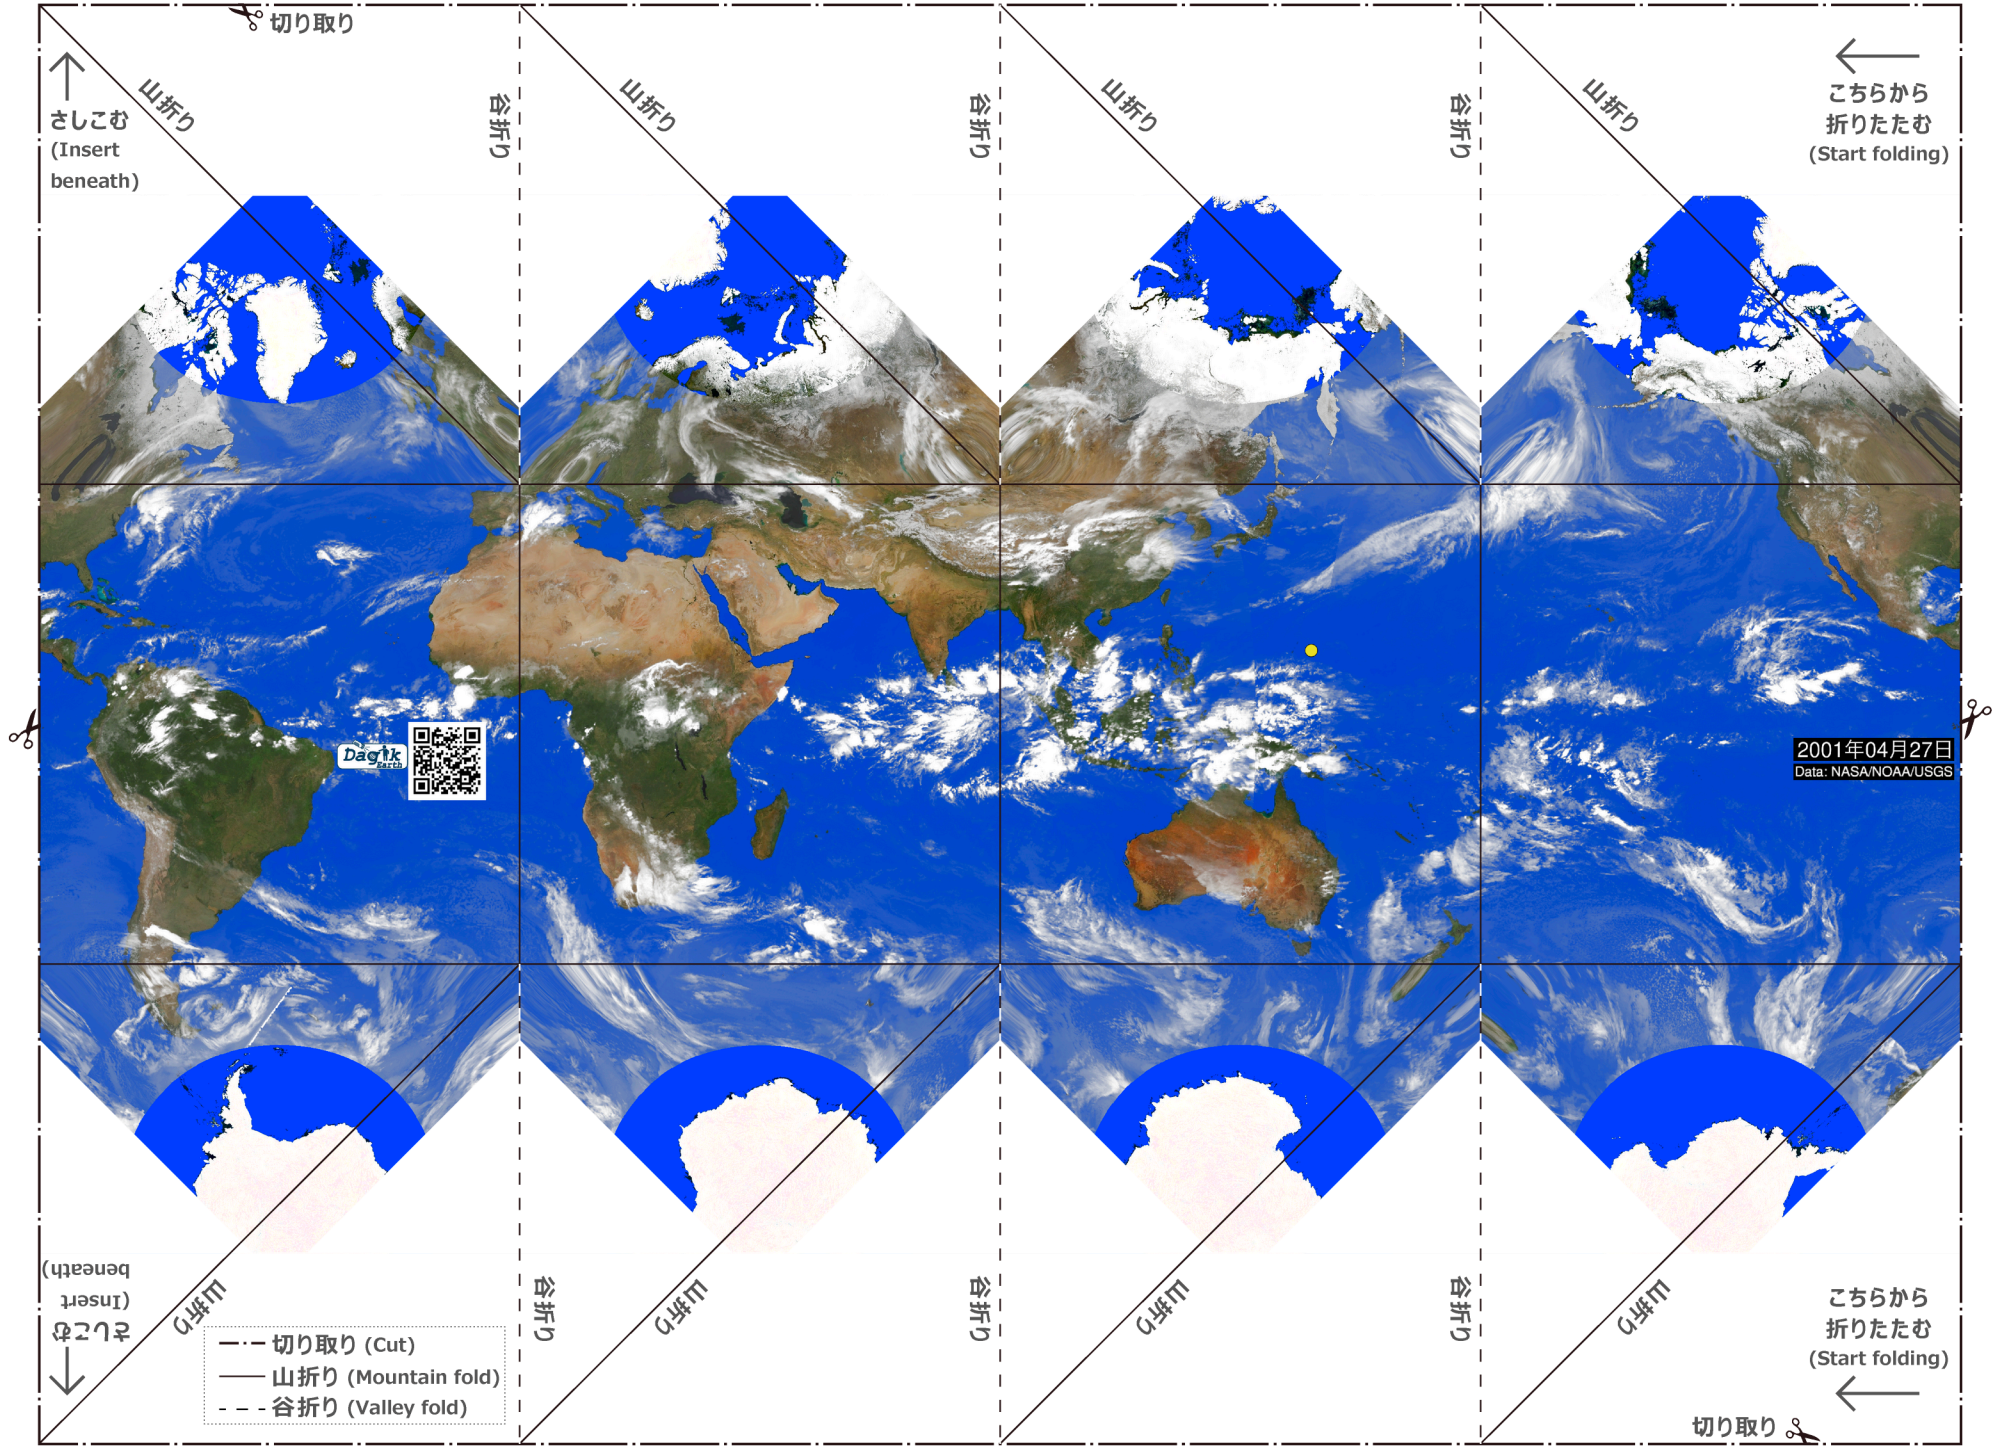 切り取り
山折り
山折り
山折り
山折り
さしこむ
(Insert
beneath)
谷折り
谷折り
谷折り
こちらから
折りたたむ
(Start folding)
Dagik
Earth
2001年04月27日
Data: NASA/NOAA/USGS
さしこむ
(Insert
beneath)
山折り
山折り
山折り
山折り
谷折り
谷折り
谷折り
こちらから
折りたたむ
(Start folding)
切り取り (Cut)
山折り (Mountain fold)
谷折り (Valley fold)
切り取り